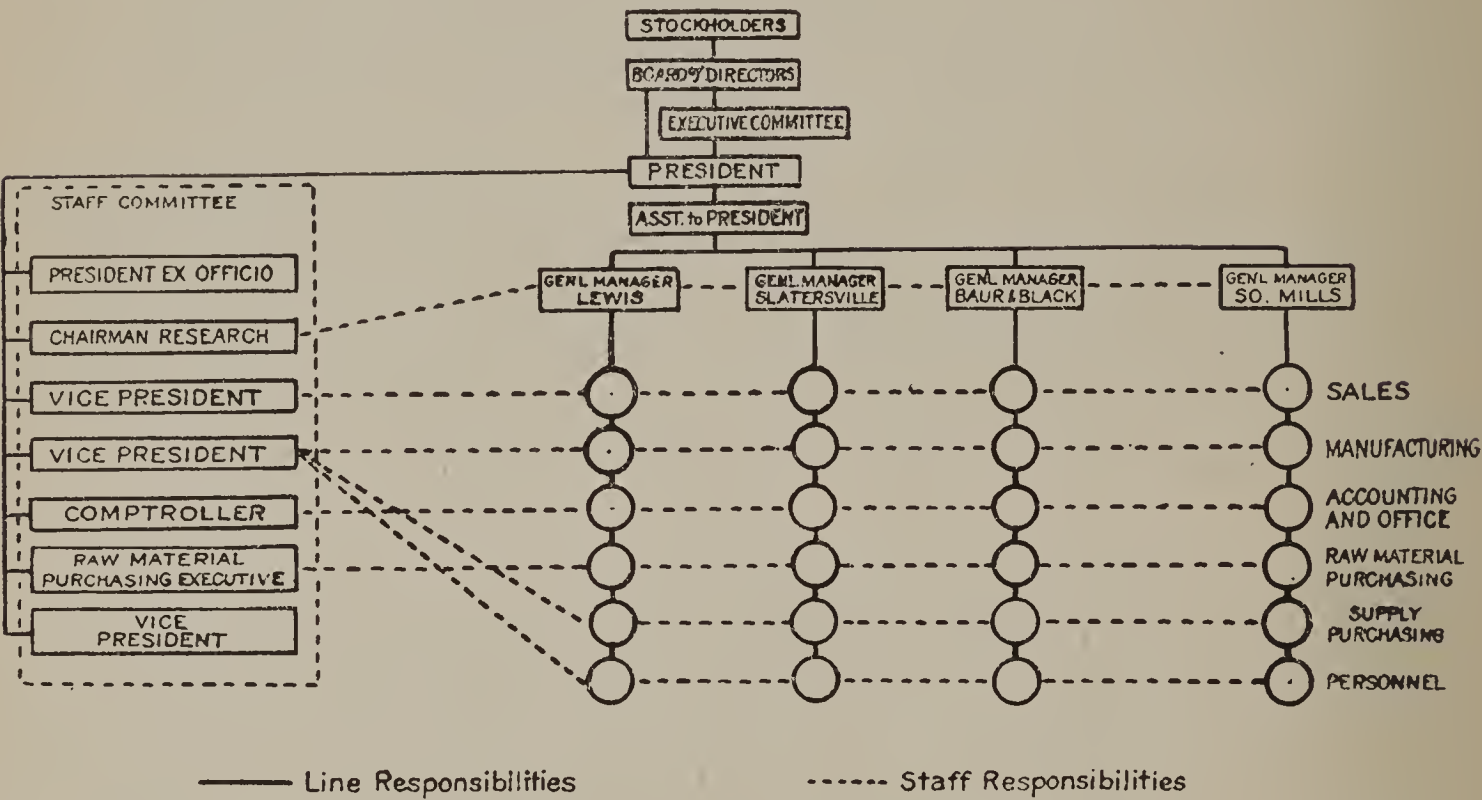 STOCKHOLDERS
BOARD of DIRECTORS
EXECUTIVE COMMITTEE
PRESIDENT
ASST. to PRESIDENT
STAFF COMMITTEE
PRESIDENT EX OFFICIO
CHAIRMAN RESEARCH
VICE PRESIDENT
VICE PRESIDENT
COMPTROLLER
RAW MATERIAL
PURCHASING EXECUTIVE
VICE
PRESIDENT
GENL MANAGER
LEWIS
GENL. MANAGER
SLATERSVILLE
GENL MANAGER
BAUR & BLACK
GENL MANAGER
SO. MILLS
SALES
MANUFACTURING
ACCOUNTING
AND OFFICE
RAW MATERIAL
PURCHASING
SUPPLY
PURCHASING
PERSONNEL
Line Responsibilities
Staff Responsibilities